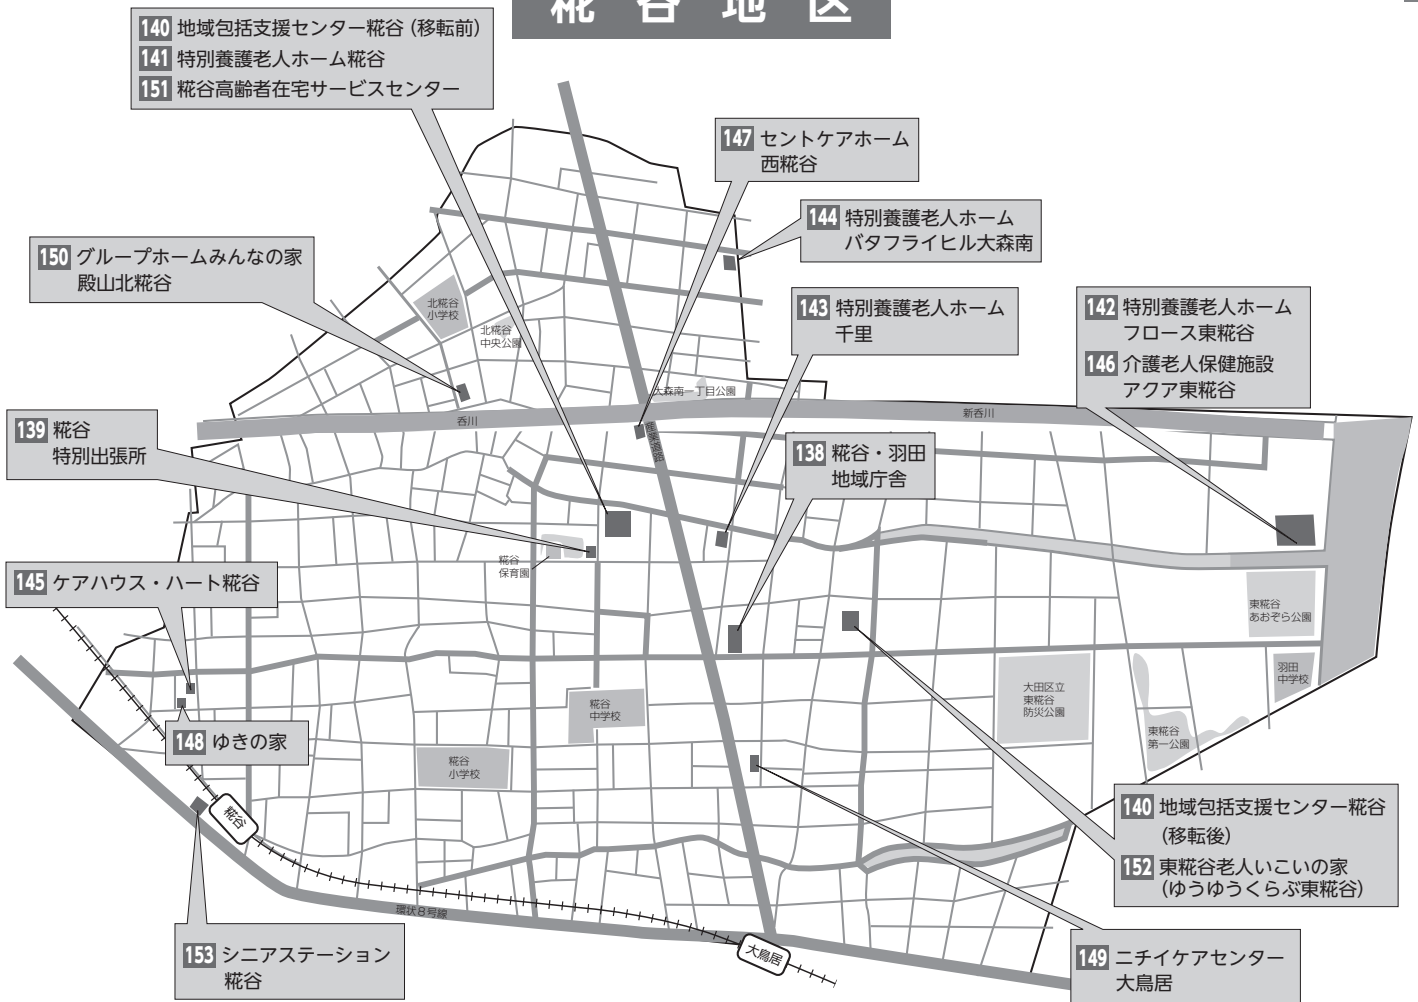 糀谷地区
140 地域包括支援センター糀谷（移転前）
141 特別養護老人ホーム糀谷
151 糀谷高齢者在宅サービスセンター
147 セントケアホーム
西糀谷
144 特別養護老人ホーム
バタフライヒル大森南
150 グループホームみんなの家
殿山北糀谷
143 特別養護老人ホーム
千里
142 特別養護老人ホーム
フロース東糀谷
146 介護老人保健施設
アクア東糀谷
北糀谷
小学校
北糀谷
中央公園
大森南一丁目公園
呑川
新呑川
産業道路
139 糀谷
特別出張所
138 糀谷・羽田
地域庁舎
糀谷
保育園
145 ケアハウス・ハート糀谷
東糀谷
あおぞら公園
羽田
中学校
大田区立
東糀谷
防災公園
東糀谷
第一公園
糀谷
中学校
148 ゆきの家
糀谷
小学校
糀谷
140 地域包括支援センター糀谷
（移転後）
152 東糀谷老人いこいの家
（ゆうゆうくらぶ東糀谷）
環状8号線
153 シニアステーション
糀谷
大鳥居
149 ニチイケアセンター
大鳥居